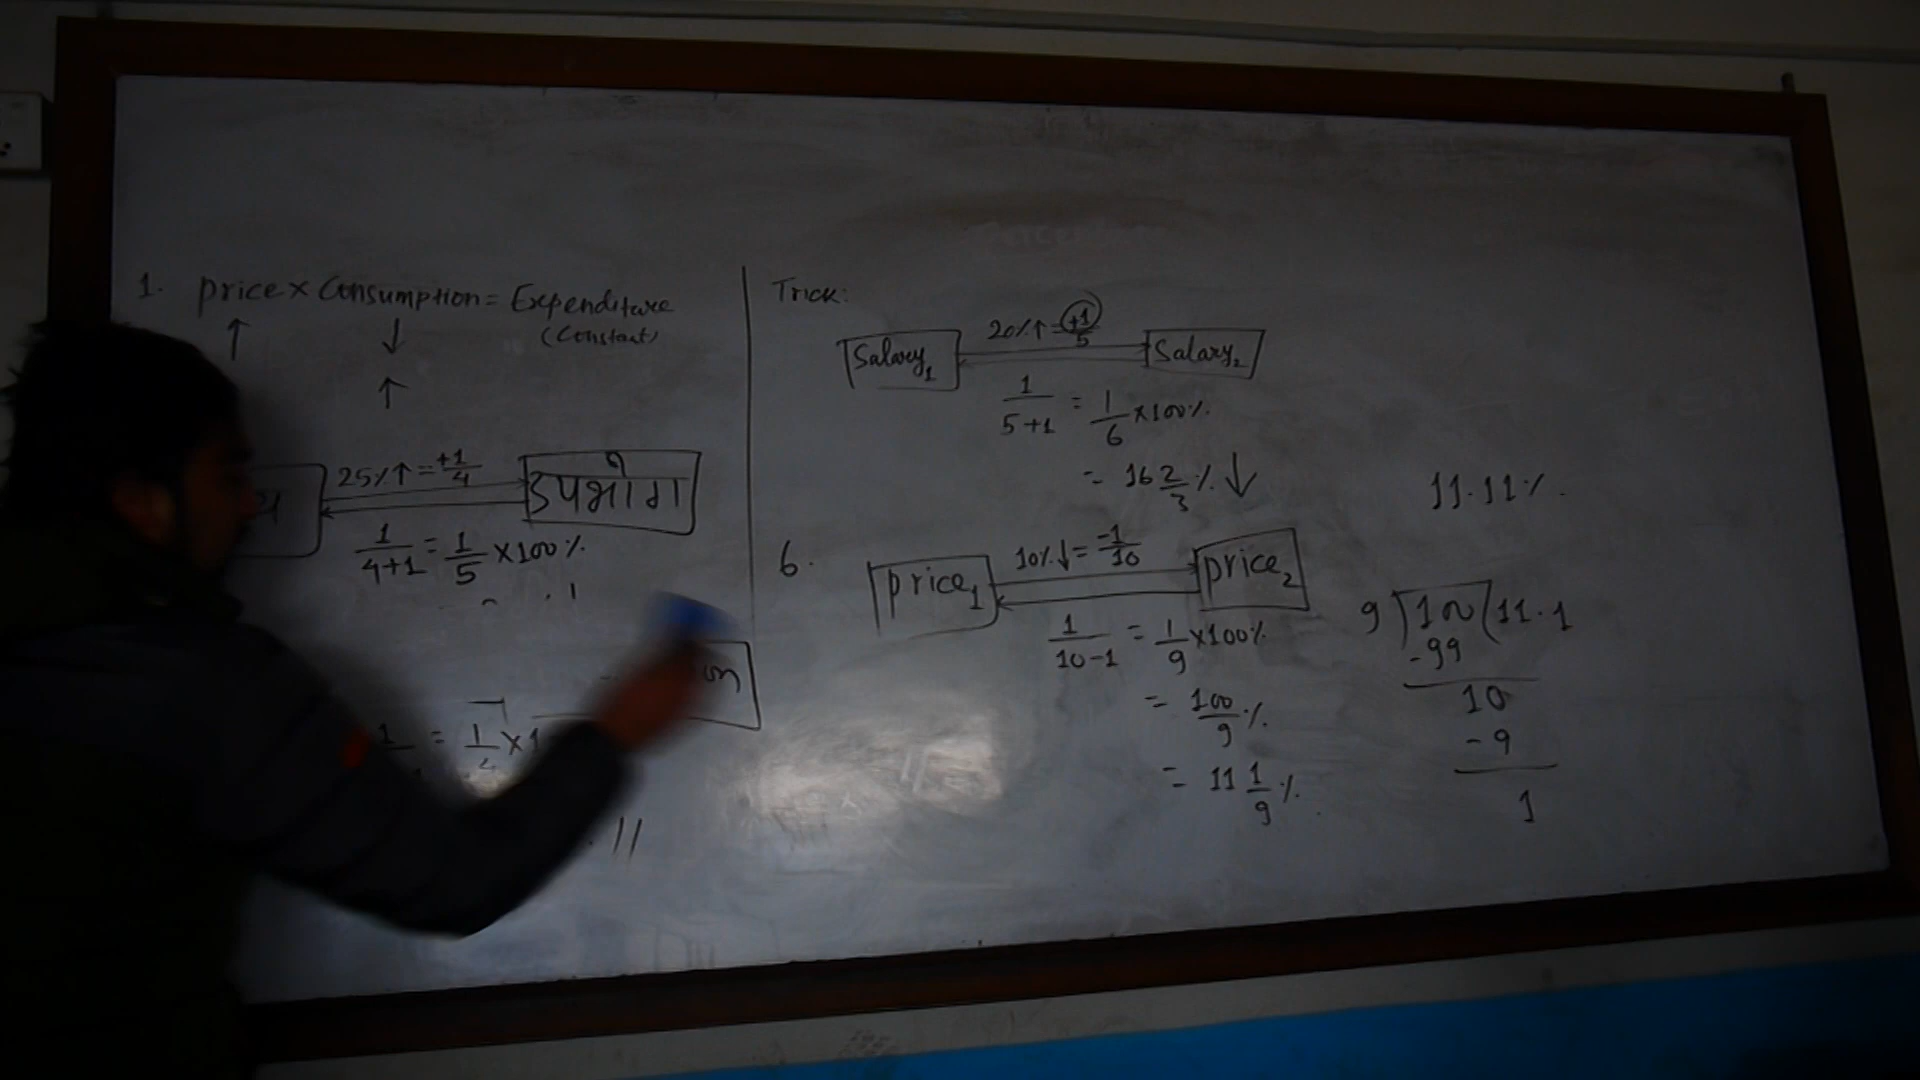 1. price × Consumption = Expenditure
(Constant)
↑ ↓
↑
25%↑ = +1/4
उपभोग
1/(4+1) = 1/5 × 100%
= 1/4 ×
Trick:
Salary₁ 20%↑ = +1/5 Salary₂
1/(5+1) = 1/6 × 100%
= 16 2/3 % ↓
11.11%.
6. price₁ 10%↓ = -1/10 price₂
1/(10-1) = 1/9 × 100%
= 100/9 %
= 11 1/9 %.
9 ) 100 ( 11.1
-99
10
- 9
1